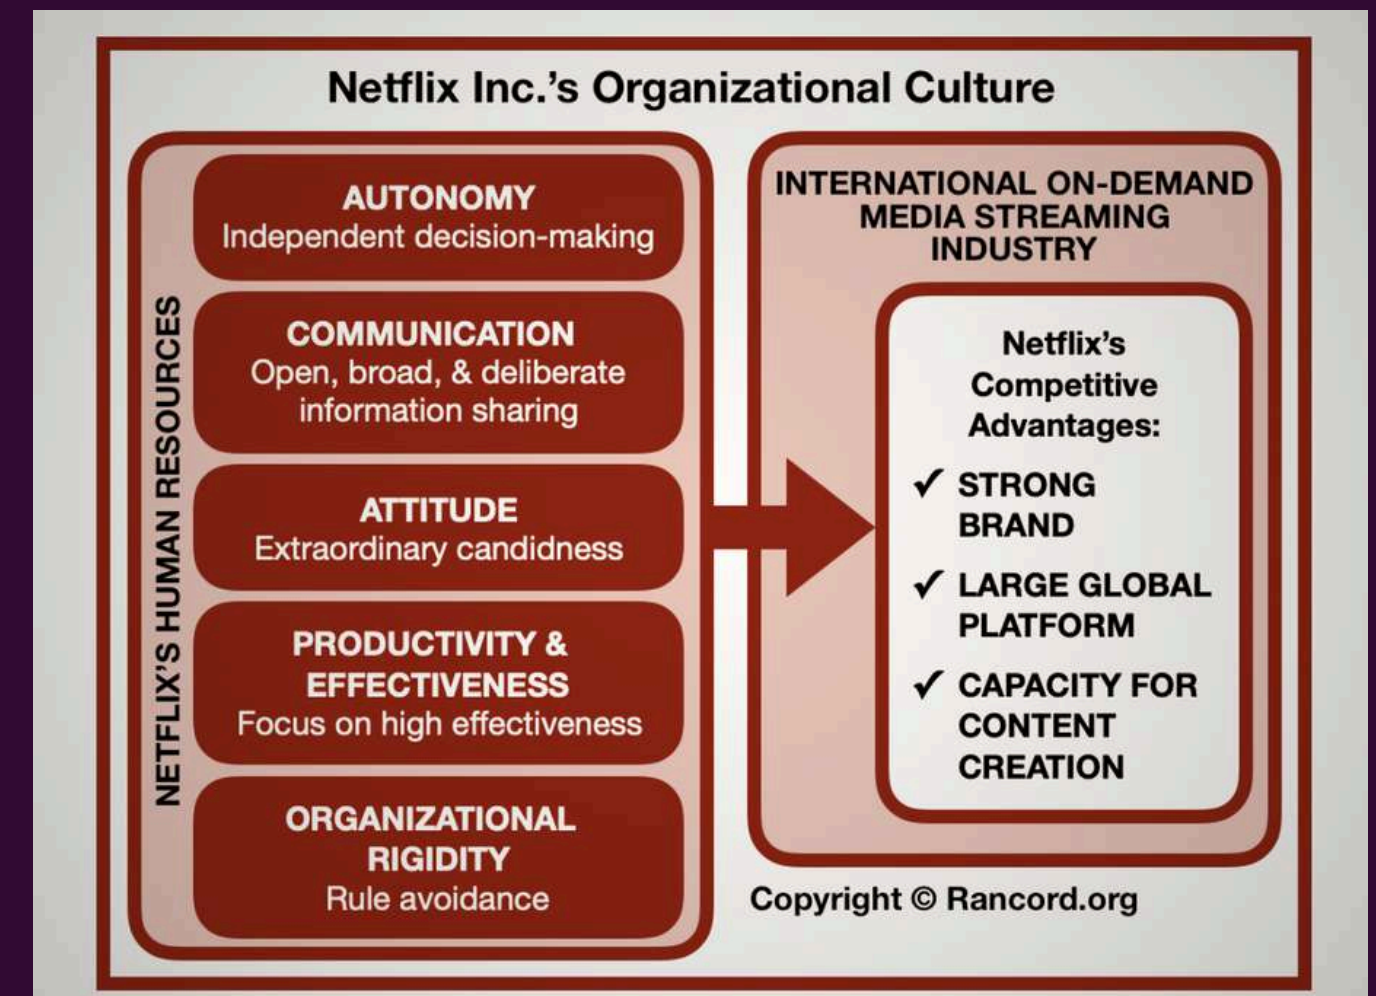 Netflix Inc.'s Organizational Culture
NETFLIX'S HUMAN RESOURCES
AUTONOMY
Independent decision-making
COMMUNICATION
Open, broad, & deliberate
information sharing
ATTITUDE
Extraordinary candidness
PRODUCTIVITY &
EFFECTIVENESS
Focus on high effectiveness
ORGANIZATIONAL
RIGIDITY
Rule avoidance
INTERNATIONAL ON-DEMAND
MEDIA STREAMING
INDUSTRY
Netflix's
Competitive
Advantages:
✓ STRONG
BRAND
✓ LARGE GLOBAL
PLATFORM
✓ CAPACITY FOR
CONTENT
CREATION
Copyright © Rancord.org